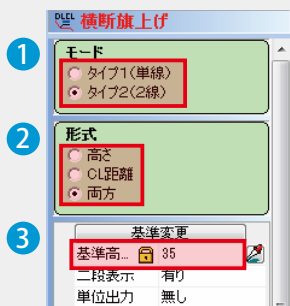 横断旗上げ
1
モード
タイプ1(単線)
タイプ2(2線)
2
形式
高さ
CL距離
両方
3
基準変更
基準高... 35
二段表示 有り
単位出力 無し